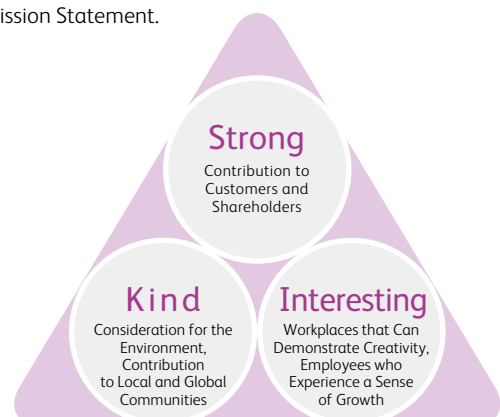 ission Statement.
Strong
Contribution to
Customers and
Shareholders
Kind
Consideration for the
Environment,
Contribution
to Local and Global
Communities
Interesting
Workplaces that Can
Demonstrate Creativity,
Employees who
Experience a Sense
of Growth